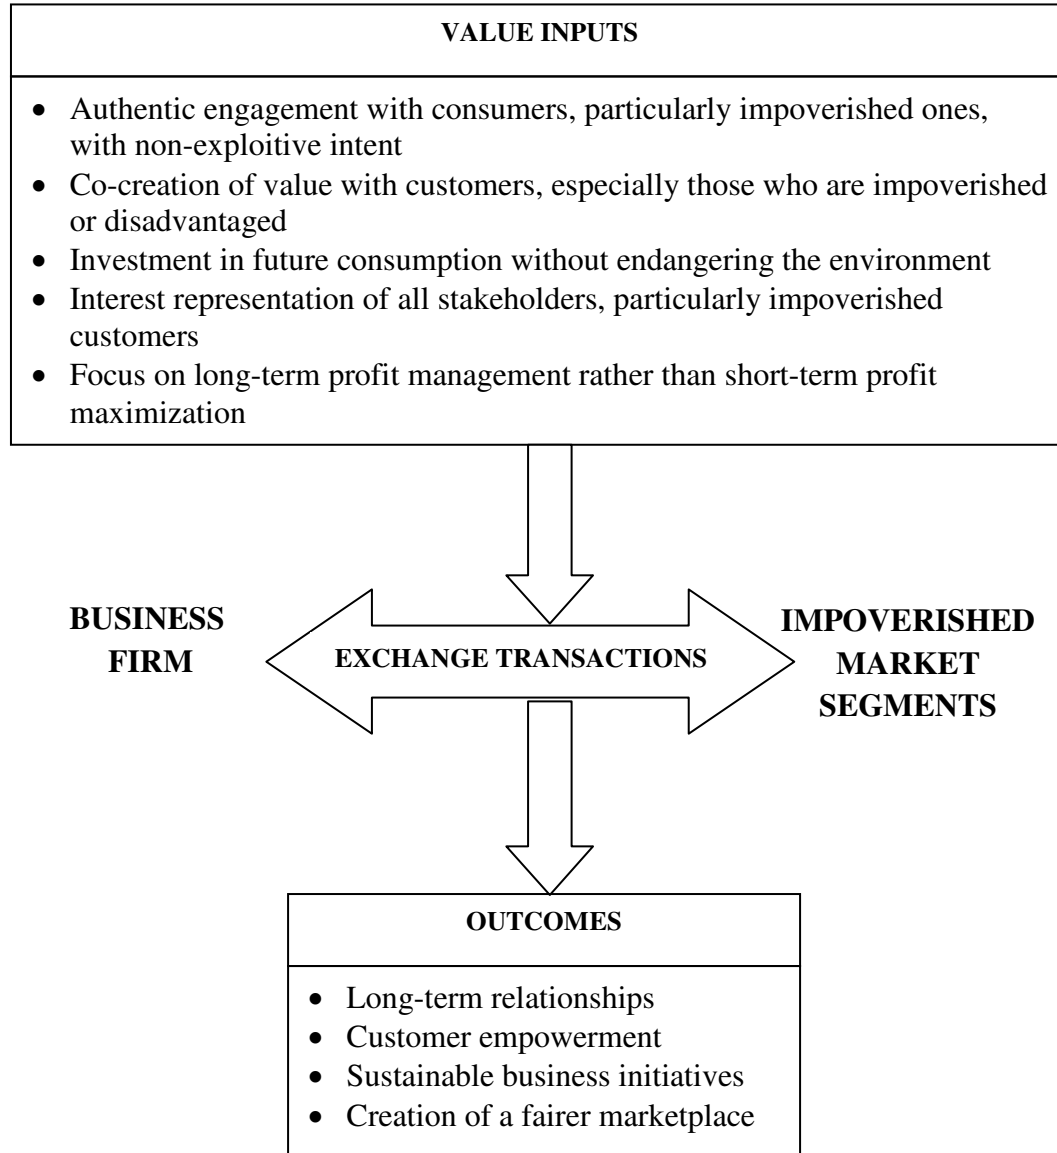 VALUE INPUTS
• Authentic engagement with consumers, particularly impoverished ones,
with non-exploitive intent
• Co-creation of value with customers, especially those who are impoverished
or disadvantaged
• Investment in future consumption without endangering the environment
• Interest representation of all stakeholders, particularly impoverished
customers
• Focus on long-term profit management rather than short-term profit
maximization
BUSINESS
FIRM
EXCHANGE TRANSACTIONS
IMPOVERISHED
MARKET
SEGMENTS
OUTCOMES
• Long-term relationships
• Customer empowerment
• Sustainable business initiatives
• Creation of a fairer marketplace